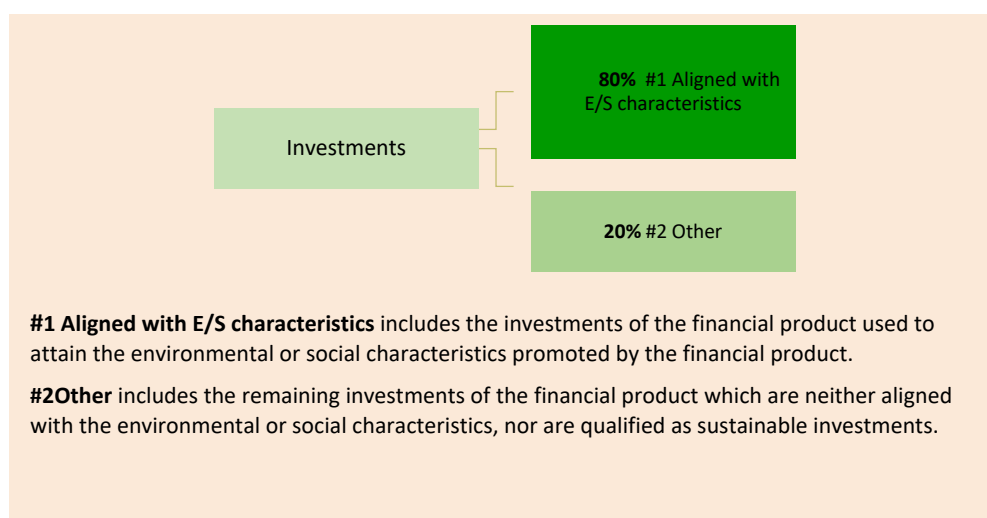 80% #1 Aligned with
E/S characteristics
Investments
20% #2 Other
#1 Aligned with E/S characteristics includes the investments of the financial product used to
attain the environmental or social characteristics promoted by the financial product.
#2Other includes the remaining investments of the financial product which are neither aligned
with the environmental or social characteristics, nor are qualified as sustainable investments.